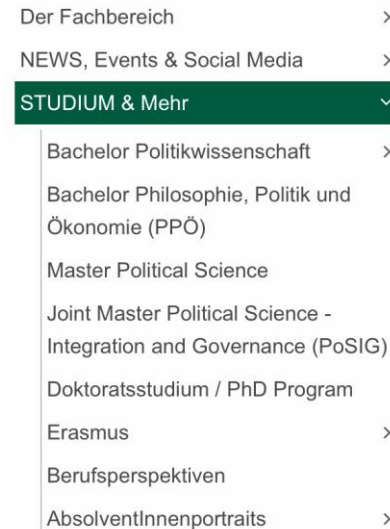 Der Fachbereich
NEWS, Events & Social Media
STUDIUM & Mehr
Bachelor Politikwissenschaft
Bachelor Philosophie, Politik und
Ökonomie (PPÖ)
Master Political Science
Joint Master Political Science -
Integration and Governance (PoSIG)
Doktoratsstudium / PhD Program
Erasmus
Berufsperspektiven
AbsolventInnenportraits